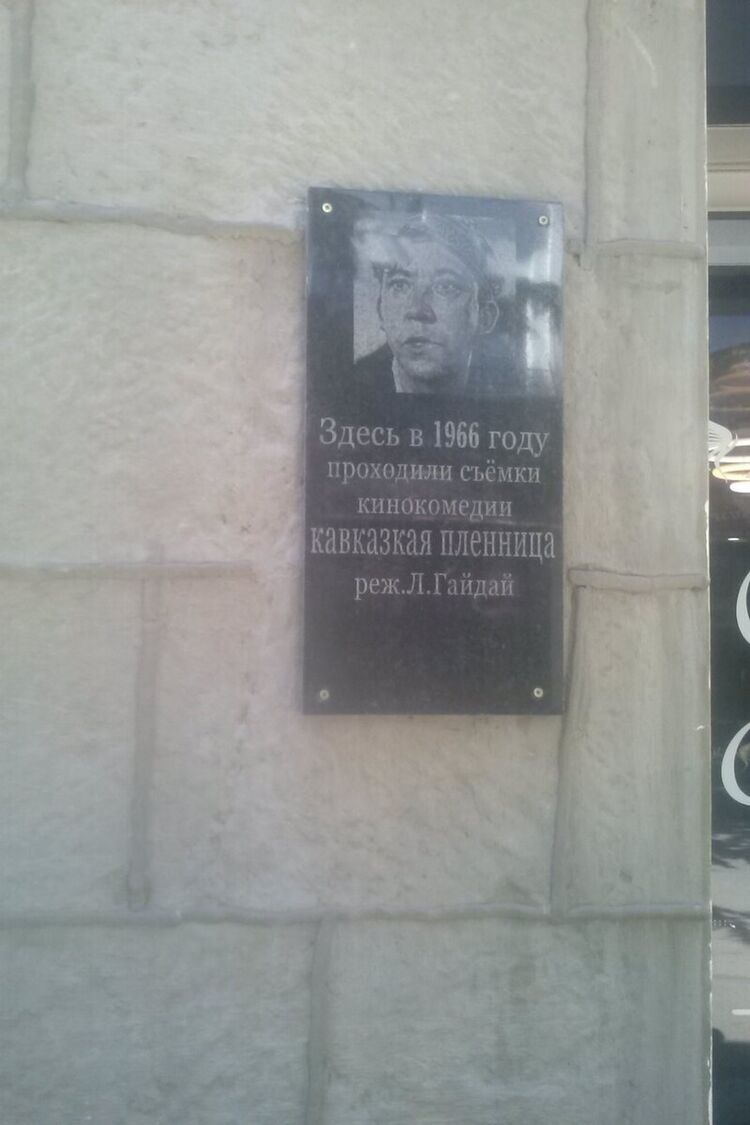 Здесь в 1966 году
проходили съёмки
кинокомедии
КАВКАЗКАЯ ПЛЕННИЦА
реж.Л.Гайдай